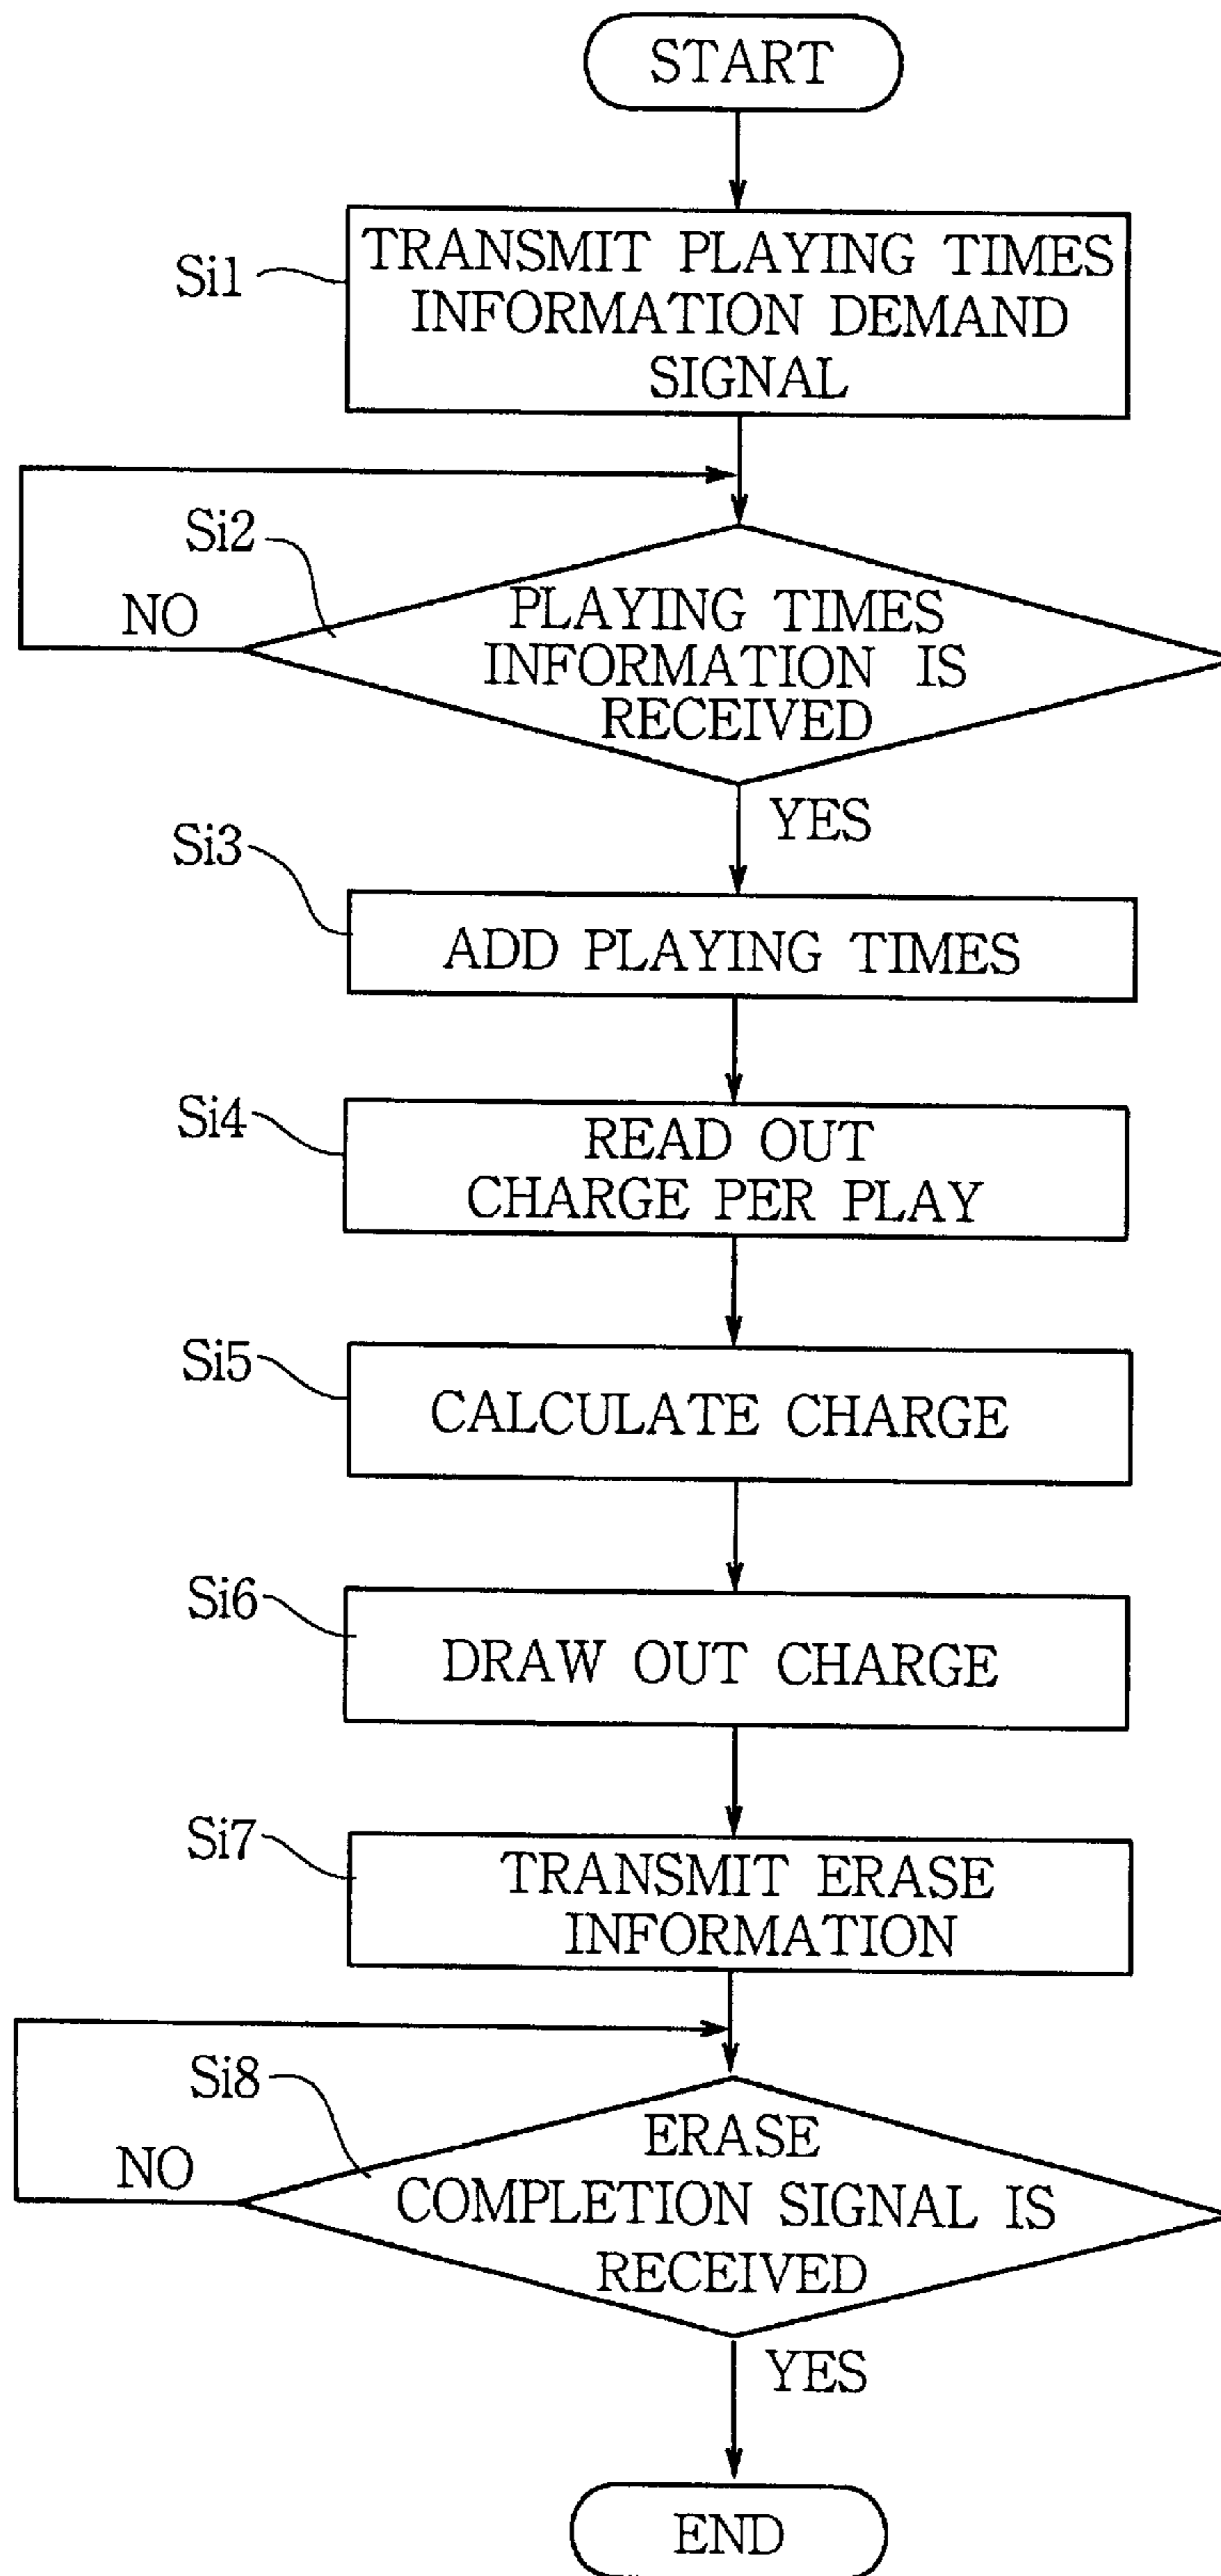 START
Si1
TRANSMIT PLAYING TIMES
INFORMATION DEMAND
SIGNAL
Si2
NO
PLAYING TIMES
INFORMATION IS
RECEIVED
YES
Si3
ADD PLAYING TIMES
Si4
READ OUT
CHARGE PER PLAY
Si5
CALCULATE CHARGE
Si6
DRAW OUT CHARGE
Si7
TRANSMIT ERASE
INFORMATION
Si8
NO
ERASE
COMPLETION SIGNAL IS
RECEIVED
YES
END